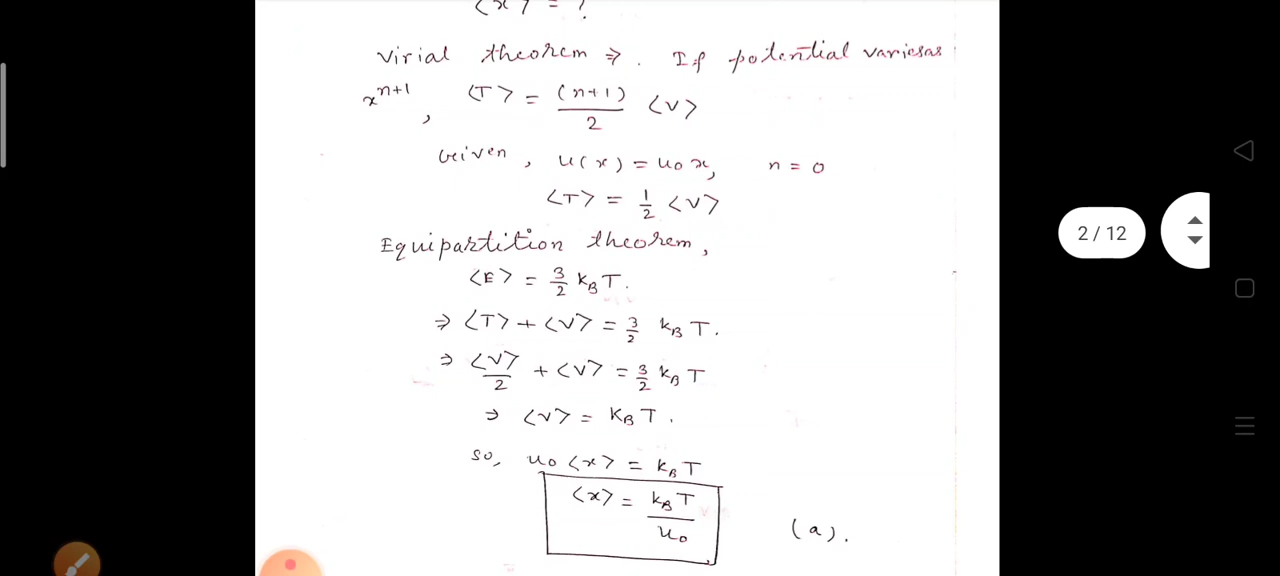 <x> = ?
Virial theorem ⇒. If potential varies as
x^{n+1}, <T> = (n+1)/2 <V>
Given, u(x) = u₀x, n = 0
<T> = 1/2 <V>
Equipartition theorem,
<E> = 3/2 k_B T.
⇒ <T> + <V> = 3/2 k_B T.
⇒ <V>/2 + <V> = 3/2 k_B T
⇒ <V> = k_B T.
so, u₀ <x> = k_B T
<x> = k_B T/u₀ (a).
2 / 12